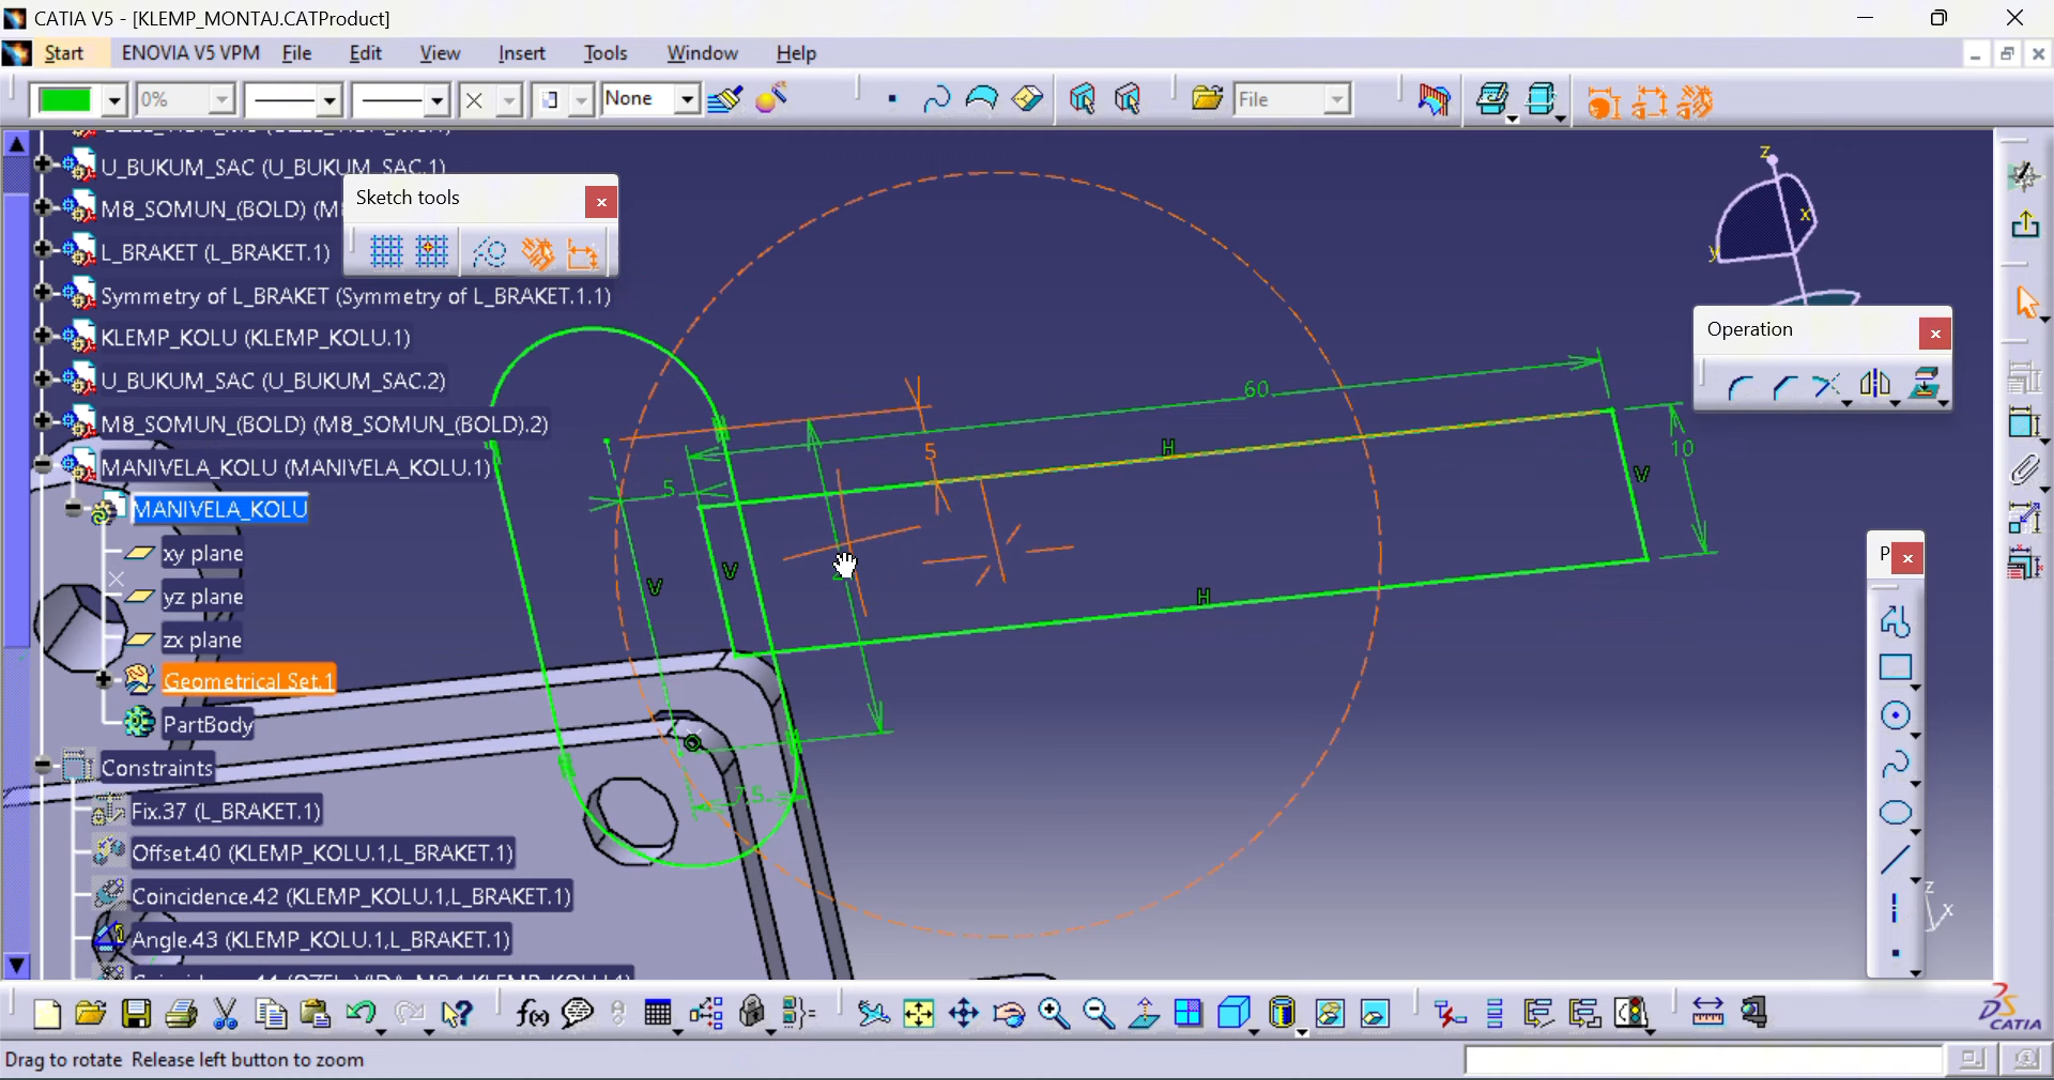 CATIA V5 - [KLEMP_MONTAJ.CATProduct]
Start ENOVIA V5 VPM File Edit View Insert Tools Window Help
0% None File
U_BUKUM_SAC (U_BUKUM_SAC.1)
Sketch tools
M8_SOMUN_(BOLD) (M
L_BRAKET (L_BRAKET.1)
Symmetry of L_BRAKET (Symmetry of L_BRAKET.1.1)
KLEMP_KOLU (KLEMP_KOLU.1)
U_BUKUM_SAC (U_BUKUM_SAC.2)
M8_SOMUN_(BOLD) (M8_SOMUN_(BOLD).2)
MANIVELA_KOLU (MANIVELA_KOLU.1)
MANIVELA_KOLU
xy plane
yz plane
zx plane
Geometrical Set.1
PartBody
Constraints
Fix.37 (L_BRAKET.1)
Offset.40 (KLEMP_KOLU.1,L_BRAKET.1)
Coincidence.42 (KLEMP_KOLU.1,L_BRAKET.1)
Angle.43 (KLEMP_KOLU.1,L_BRAKET.1)
z
x
y
Operation
60
H
5
10
5
V
V
V
H
7.5
P
z
x
f(x)
CATIA
Drag to rotate Release left button to zoom